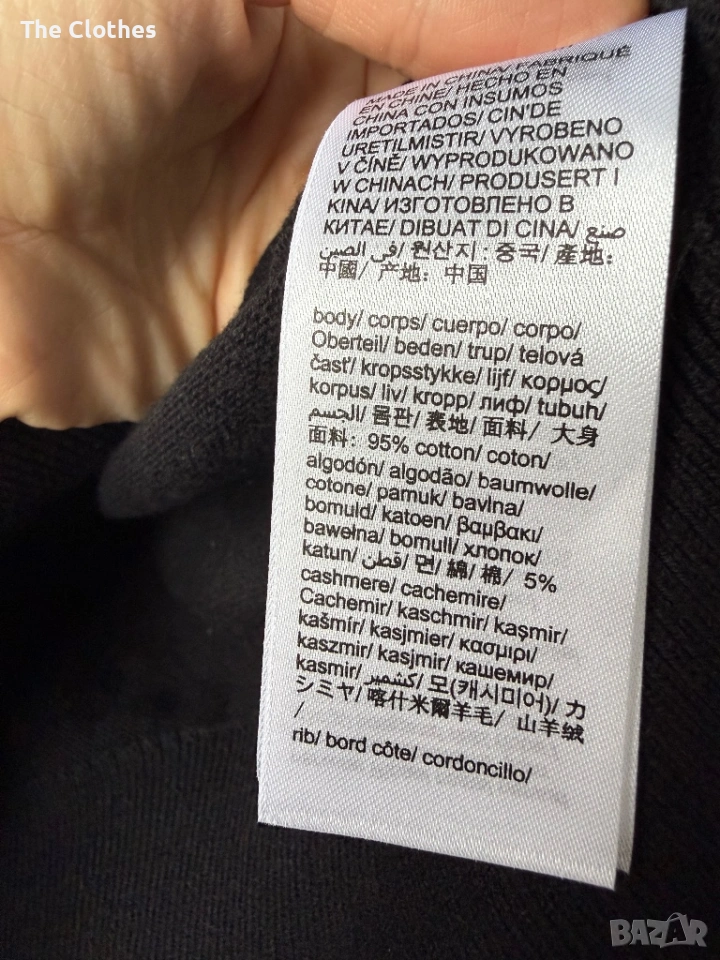 The Clothes
MADE IN CHINA/ FABRIQUÉ
EN CHINE/ HECHO EN
CHINA CON INSUMOS
IMPORTADOS/ CIN'DE
ÜRETILMISTIR/ VYROBENO
V ČÍNĚ/ WYPRODUKOWANO
W CHINACH/ PRODUSERT I
KINA/ ИЗГОТОВЛЕНО В
КИТАЕ/ DIBUAT DI CINA/ صنع
في الصين/ 원산지 : 중국/ 產地:
中國/ 产地: 中国
body/ corps/ cuerpo/ corpo/
Oberteil/ beden/ trup/ telová
časť/ kropsstykke/ lijf/ κορμος/
korpus/ liv/ kropp/ лиф/ tubuh/
الجسم/ 몸판/ 表地/ 面料/ 大身
面料: 95% cotton/ coton/
algodón/ algodão/ baumwolle/
cotone/ pamuk/ bavlna/
bomuld/ katoen/ βαμβακι/
bawełna/ bomull/ хлопок/
katun/ قطن/ 면/ 綿/ 棉/ 5%
cashmere/ cachemire/
Cachemir/ kaschmir/ kaşmir/
kašmír/ kasjmier/ κασμιρι/
kaszmir/ kasjmir/ кашемир/
kasmir/ كشمير/ 모(캐시미어)/ カ
シミヤ/ 喀什米爾羊毛/ 山羊绒
/
rib/ bord côte/ cordoncillo/
BAZAR